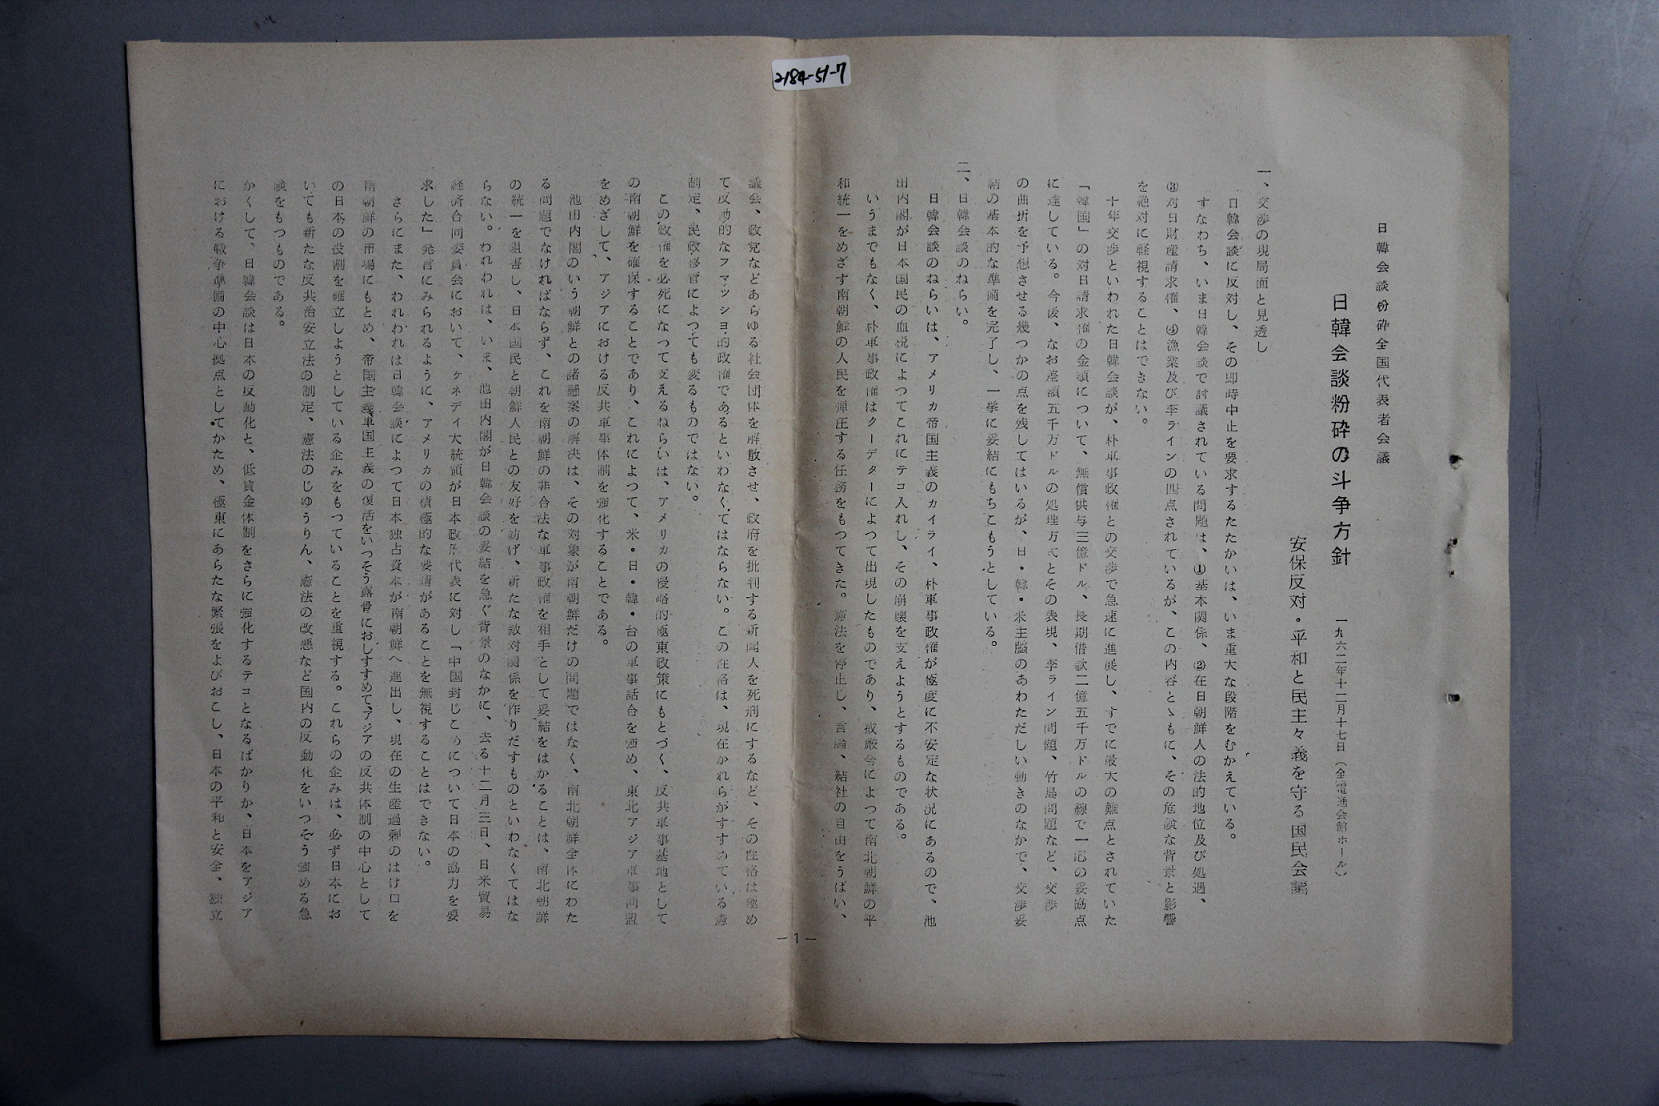 2184-51-7
日韓会談粉砕全国代表者会議
日韓会談粉砕の斗争方針
一九六二年十二月十七日(全電通会館ホール)
安保反対・平和と民主々義を守る国民会議
一、交渉の現局面と見透し
日韓会談に反対し、その即時中止を要求するたたかいは、いま重大な段階をむかえている。
すなわち、いま日韓会談で討議されている問題は、①基本関係、②在日朝鮮人の法的地位及び処遇、
③対日財産請求権、④漁業及び李ラインの四点されているが、この内容とゝもに、その危険な背景と影響
を絶対に軽視することはできない。
十年交渉といわれた日韓会談が、朴軍事政権との交渉で急速に進展し、すでに最大の難点とされていた
「韓国」の対日請求権の金額について、無償供与三億ドル、長期借款二億五千万ドルの線で一応の妥協点
に達している。今後、なお差額五千万ドルの処理方式とその表現、李ライン問題、竹島問題など、交渉
の曲折を予想させる幾つかの点を残してはいるが、日・韓・米主脳のあわただしい動きのなかで、交渉妥
結の基本的な準備を完了し、一挙に妥結にもちこもうとしている。
二、日韓会談のねらい。
日韓会談のねらいは、アメリカ帝国主義のカイライ、朴軍事政権が極度に不安定な状況にあるので、池
田内閣が日本国民の血税によつてこれにテコ入れし、その崩壊を支えようとするものである。
いうまでもなく、朴軍事政権はクーデターによつて出現したものであり、戒厳令によつて南北朝鮮の平
和統一をめざす南朝鮮の人民を弾圧する任務をもつてきた。憲法を停止し、言論、結社の自由をうばい、
議会、政党などあらゆる社会団体を解散させ、政府を批判する新聞人を死刑にするなど、その性格は極め
て反動的なフアツシヨ的政権であるといわなくてはならない。この性格は、現在かれらがすすめている憲
法制定、民政移管によつても変るものではない。
この政権を必死になつて支えるねらいは、アメリカの侵略的極東政策にもとづく、反共軍事基地として
の南朝鮮を確保することであり、これによつて、米・日・韓・台の軍事話合を強め、東北アジア軍事同盟
をめざして、アジアにおける反共軍事体制を強化することである。
池田内閣のいう朝鮮との諸懸案の解決は、その対象が南朝鮮だけの問題ではなく、南北朝鮮全体にわた
る問題でなければならず、これを南朝鮮の非合法な軍事政権を相手として妥結をはかることは、南北朝鮮
の統一を阻害し、日本国民と朝鮮人民との友好を妨げ、新たな敵対関係を作りだすものといわなくてはな
らない。われわれは、いま、池田内閣が日韓会談の妥結を急ぐ背景のなかに、去る十二月三日、日米貿易
経済合同委員会において、ケネデイ大統領が日本政府代表に対し「中国封じこめについて日本の協力を要
求した」発言にみられるように、アメリカの積極的な要請があることを無視することはできない。
さらにまた、われわれは日韓会談によつて日本独占資本が南朝鮮へ進出し、現在の生産過剰のはけ口を
南朝鮮の市場にもとめ、帝国主義、軍国主義の復活をいつそう露骨におしすすめて、アジアの反共体制の中心として
の日本の役割を確立しようとしている企みをもつていることを重視する。これらの企みは、必ず日本にお
いても新たな反共治安立法の制定、憲法のじゆうりん、憲法の改悪など国内の反動化をいつそう強める危
険をもつものである。
かくして、日韓会談は日本の反動化と、低賃金体制をさらに強化するテコとなるばかりか、日本をアジア
における戦争準備の中心拠点としてかため、極東にあらたな緊張をよびおこし、日本の平和と安全、独立
—1—